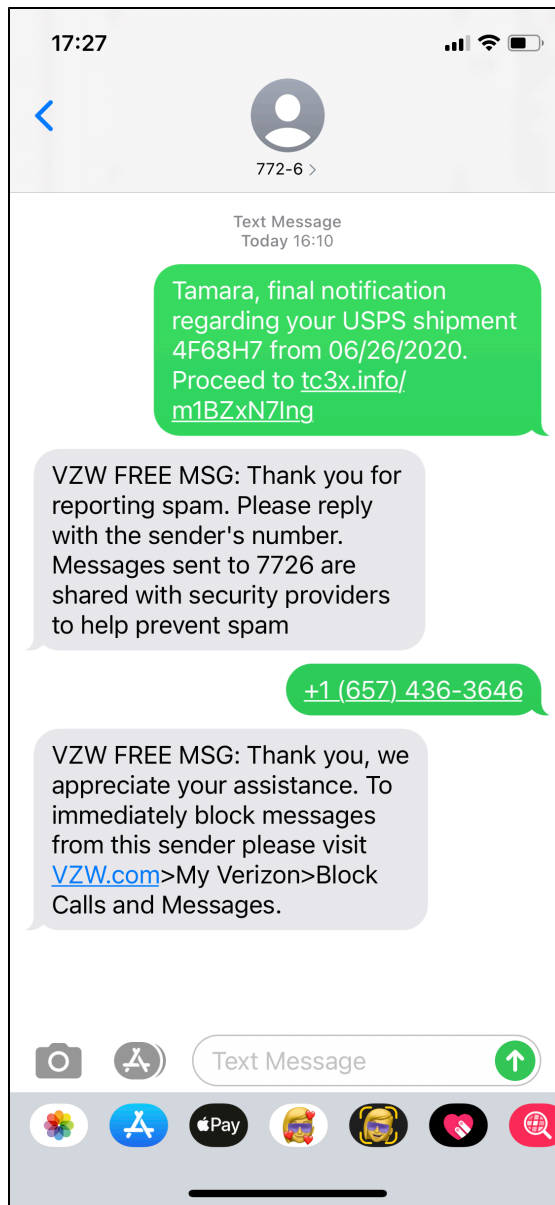 17:27
772-6 >
Text Message
Today 16:10
Tamara, final notification
regarding your USPS shipment
4F68H7 from 06/26/2020.
Proceed to tc3x.info/
m1BZxN7Ing
VZW FREE MSG: Thank you for
reporting spam. Please reply
with the sender's number.
Messages sent to 7726 are
shared with security providers
to help prevent spam
+1 (657) 436-3646
VZW FREE MSG: Thank you, we
appreciate your assistance. To
immediately block messages
from this sender please visit
VZW.com>My Verizon>Block
Calls and Messages.
Text Message
Pay